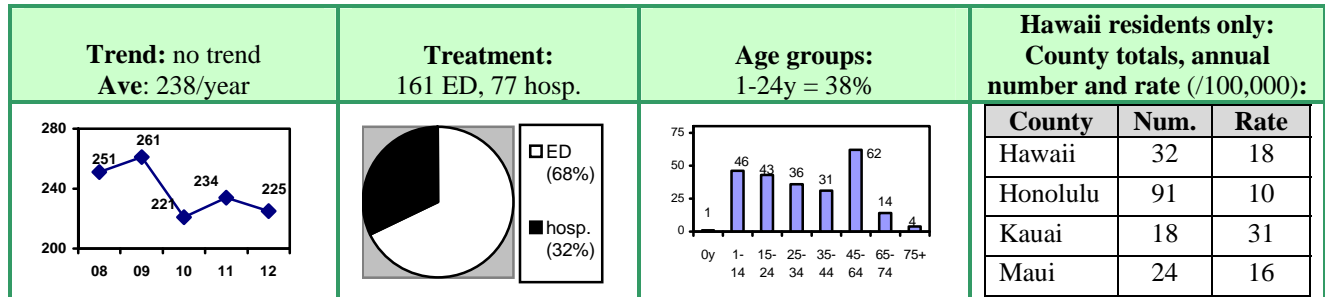 Trend: no trend
Ave: 238/year
Treatment:
161 ED, 77 hosp.
Age groups:
1-24y = 38%
Hawaii residents only:
County totals, annual
number and rate (/100,000):
280
240
200
251
261
221
234
225
08 09 10 11 12
ED
(68%)
hosp.
(32%)
75
50
25
0
1
46
43
36
31
62
14
4
0y 1- 15- 25- 35- 45- 65- 75+
14 24 34 44 64 74
County Num. Rate
Hawaii 32 18
Honolulu 91 10
Kauai 18 31
Maui 24 16